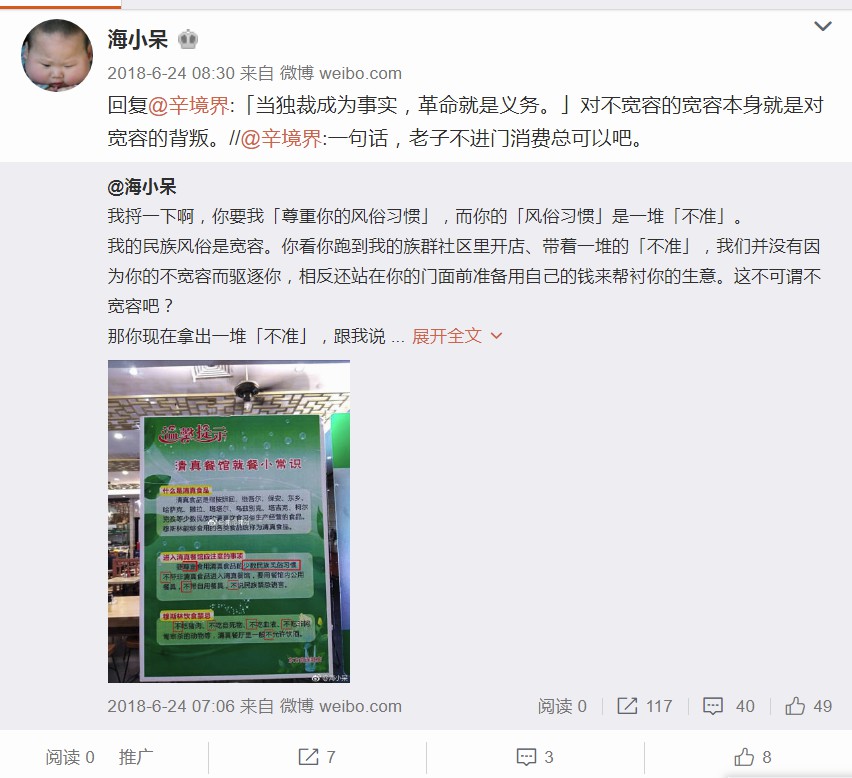 海小呆
2018-6-24 08:30 来自 微博 weibo.com
回复@辛境界:「当独裁成为事实，革命就是义务。」对不宽容的宽容本身就是对
宽容的背叛。//@辛境界:一句话，老子不进门消费总可以吧。
@海小呆
我捋一下啊，你要我「尊重你的风俗习惯」，而你的「风俗习惯」是一堆「不准」。
我的民族风俗是宽容。你看你跑到我的族群社区里开店、带着一堆的「不准」，我们并没有因
为你的不宽容而驱逐你，相反还站在你的门面前准备用自己的钱来帮衬你的生意。这不可谓不
宽容吧？
那你现在拿出一堆「不准」，跟我说 ... 展开全文
温馨提示
清真餐馆就餐小常识
什么是清真食品
进入清真餐馆应注意的事项
穆斯林饮食禁忌
@海小呆
2018-6-24 07:06 来自 微博 weibo.com
阅读 0 117 40 49
阅读 0 推广 7 3 8